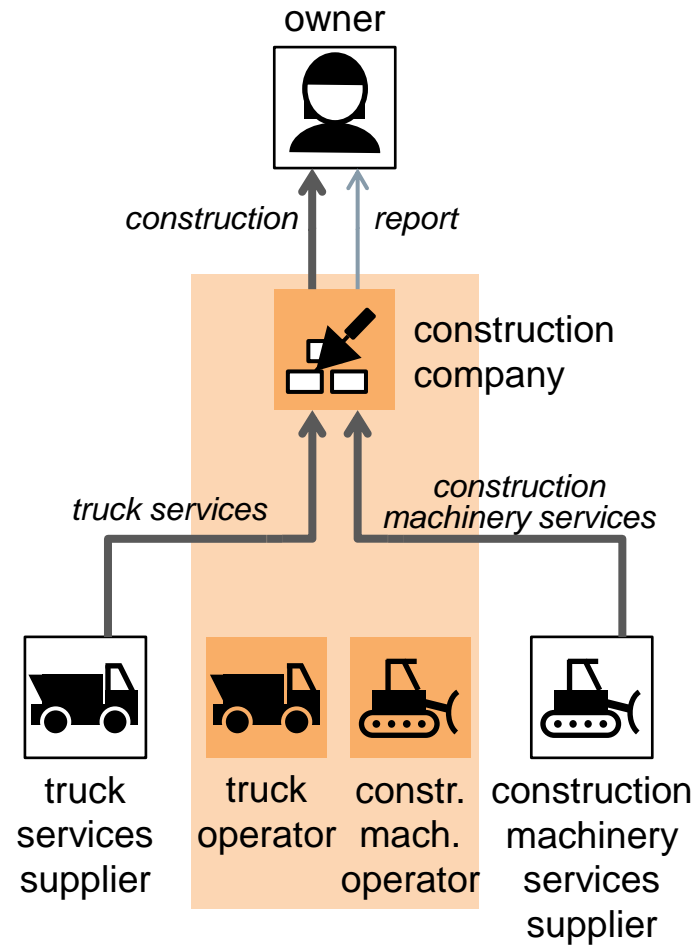 owner
construction
report
construction
company
truck services
construction
machinery services
truck
services
supplier
truck
operator
constr.
mach.
operator
construction
machinery
services
supplier